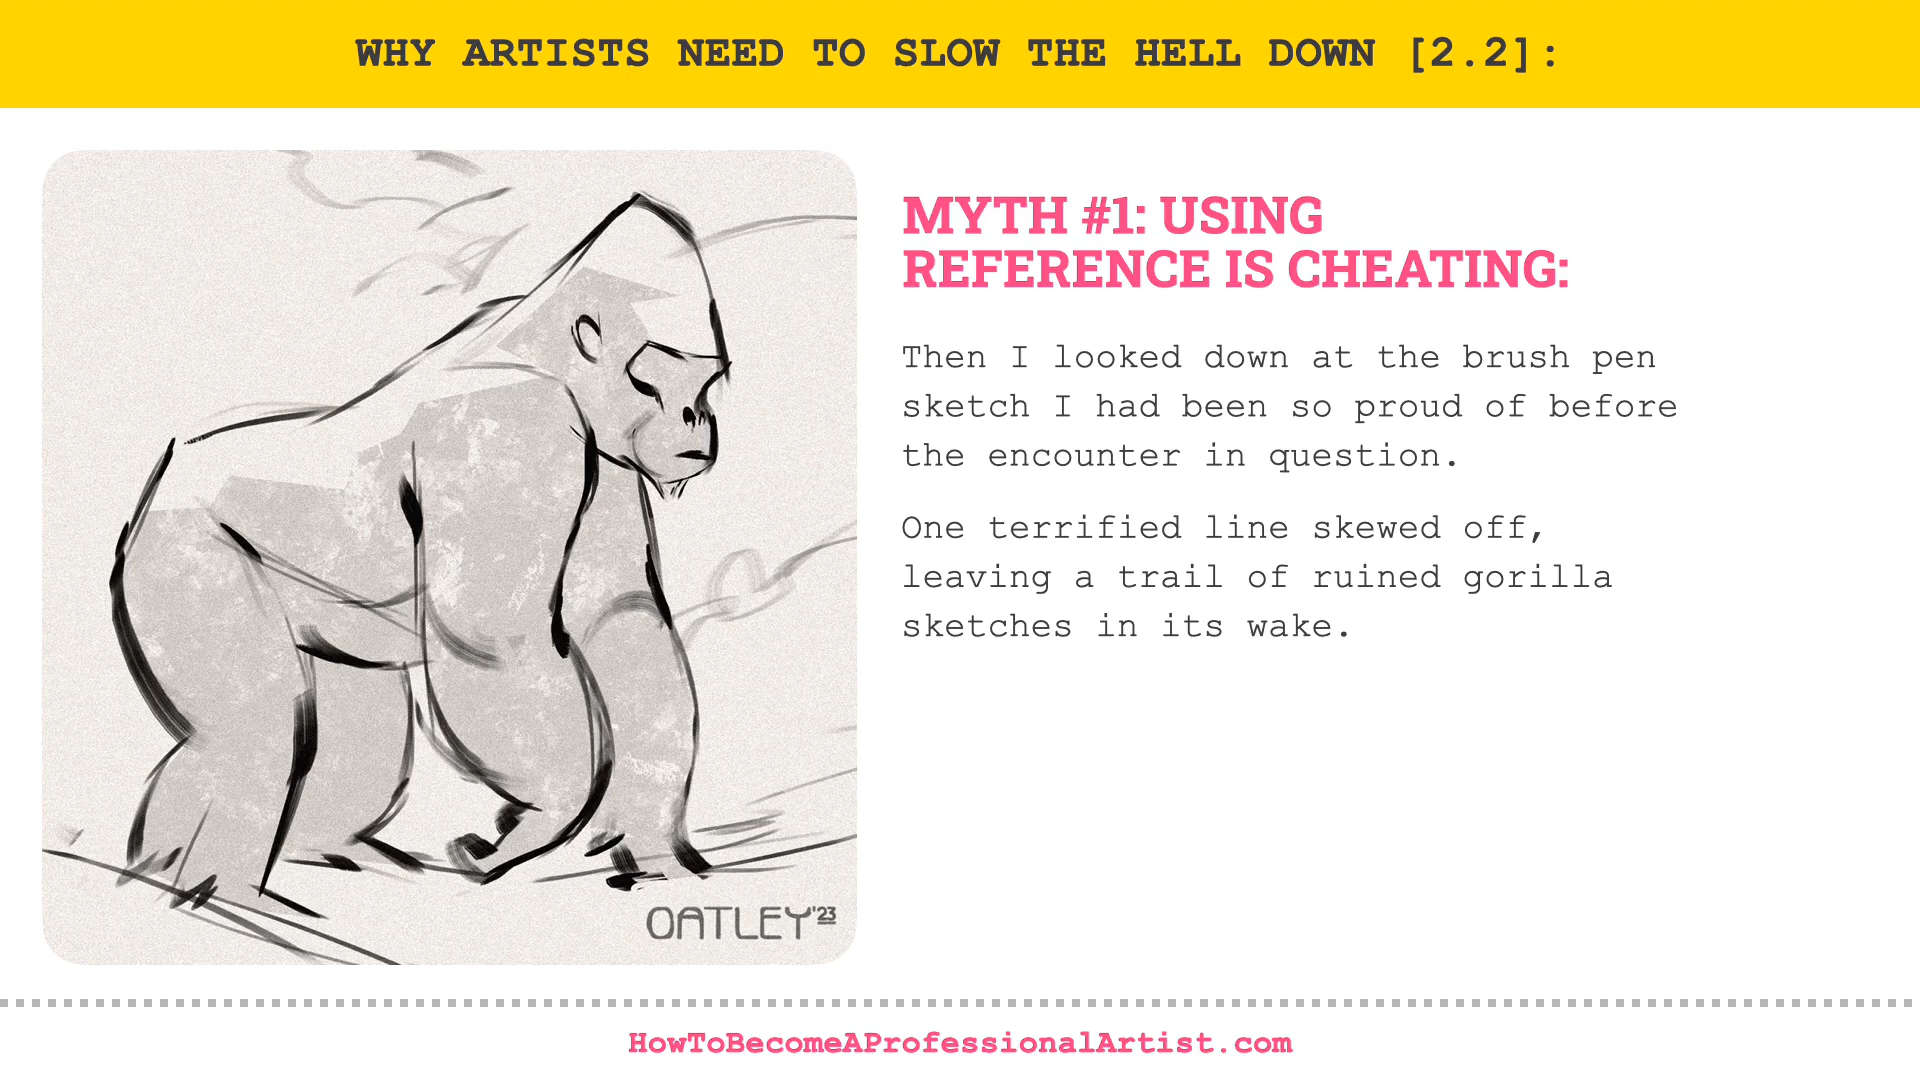 WHY ARTISTS NEED TO SLOW THE HELL DOWN [2.2]:
MYTH #1: USING
REFERENCE IS CHEATING:
Then I looked down at the brush pen
sketch I had been so proud of before
the encounter in question.
One terrified line skewed off,
leaving a trail of ruined gorilla
sketches in its wake.
OATLEY'23
HowToBecomeAProfessionalArtist.com